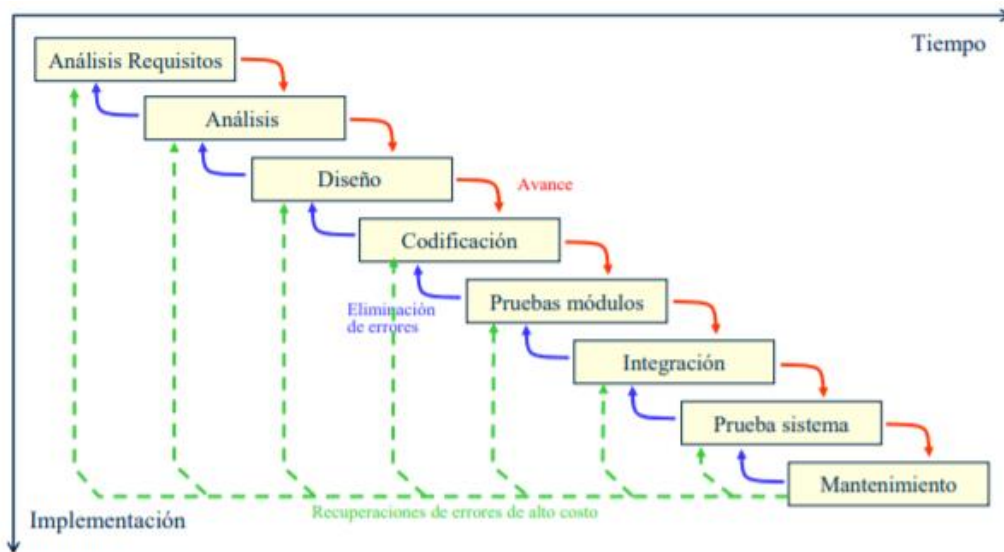 Tiempo
Análisis Requisitos
Análisis
Diseño
Avance
Codificación
Pruebas módulos
Eliminación
de errores
Integración
Prueba sistema
Mantenimiento
Recuperaciones de errores de alto costo
Implementación